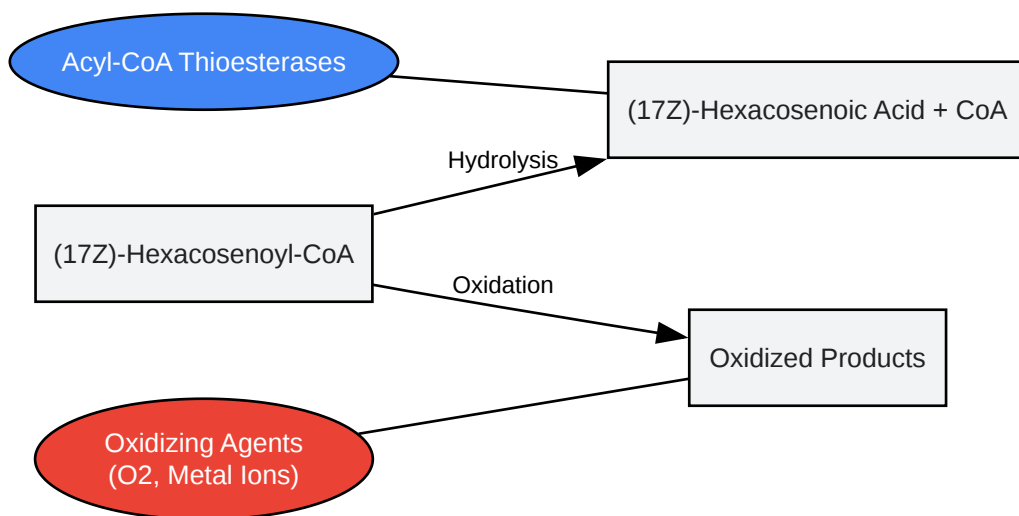 Acyl-CoA Thioesterases
(17Z)-Hexacosenoic Acid + CoA
Hydrolysis
(17Z)-Hexacosenoyl-CoA
Oxidation
Oxidized Products
Oxidizing Agents
(O2, Metal Ions)